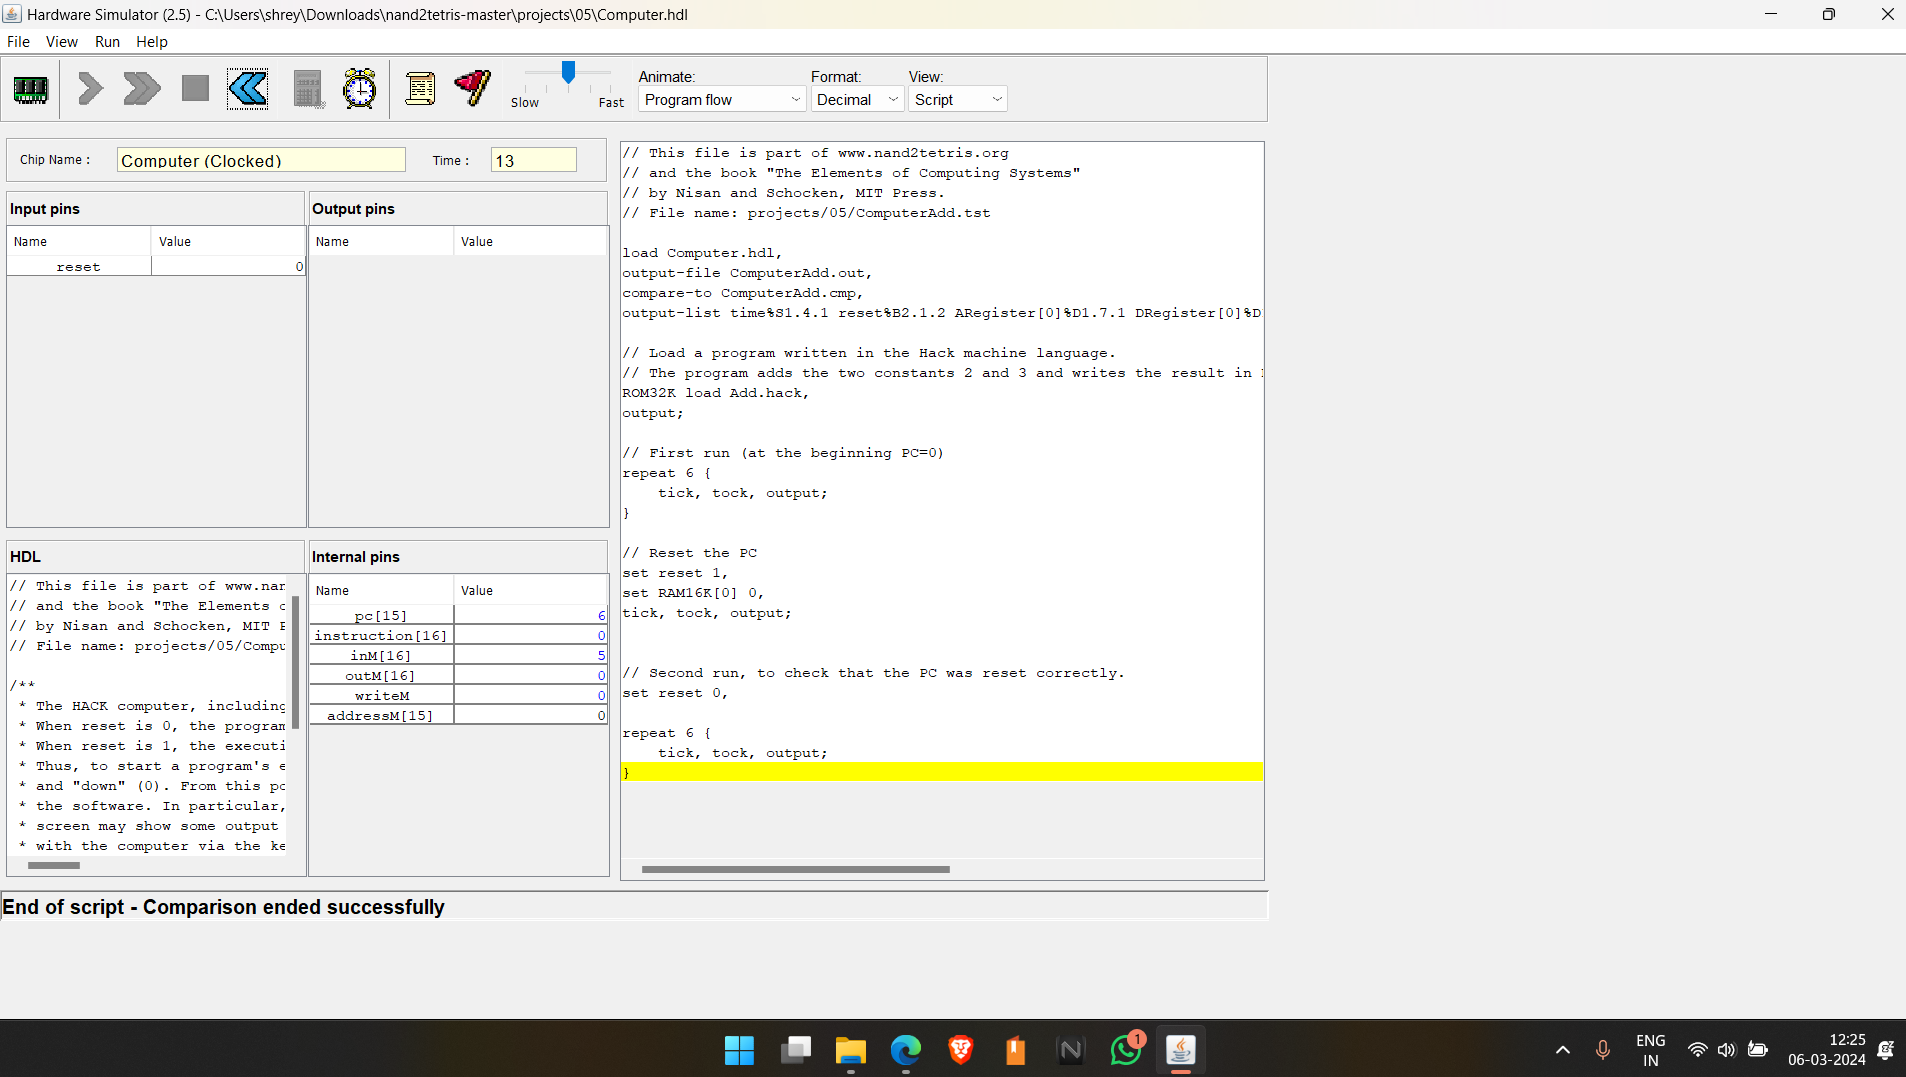 Hardware Simulator (2.5) - C:\Users\shrey\Downloads\nand2tetris-master\projects\05\Computer.hdl
File View Run Help
Animate: Format: View:
Slow Fast Program flow Decimal Script
Chip Name : Computer (Clocked) Time : 13
Input pins
Name Value
reset 0
Output pins
Name Value
HDL
// This file is part of www.nar
// and the book "The Elements c
// by Nisan and Schocken, MIT F
// File name: projects/05/Compu
/**
* The HACK computer, including
* When reset is 0, the program
* When reset is 1, the executi
* Thus, to start a program's e
* and "down" (0). From this po
* the software. In particular,
* screen may show some output
* with the computer via the ke
Internal pins
Name Value
pc[15] 6
instruction[16] 0
inM[16] 5
outM[16] 0
writeM 0
addressM[15] 0
// This file is part of www.nand2tetris.org
// and the book "The Elements of Computing Systems"
// by Nisan and Schocken, MIT Press.
// File name: projects/05/ComputerAdd.tst
load Computer.hdl,
output-file ComputerAdd.out,
compare-to ComputerAdd.cmp,
output-list time%S1.4.1 reset%B2.1.2 ARegister[0]%D1.7.1 DRegister[0]%D
// Load a program written in the Hack machine language.
// The program adds the two constants 2 and 3 and writes the result in
ROM32K load Add.hack,
output;
// First run (at the beginning PC=0)
repeat 6 {
tick, tock, output;
}
// Reset the PC
set reset 1,
set RAM16K[0] 0,
tick, tock, output;
// Second run, to check that the PC was reset correctly.
set reset 0,
repeat 6 {
tick, tock, output;
}
End of script - Comparison ended successfully
1
ENG
IN
12:25
06-03-2024